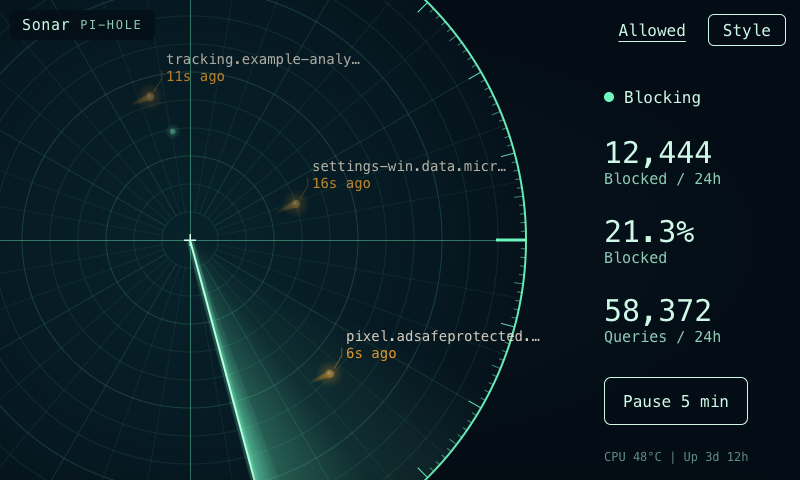 Sonar PI-HOLE
Allowed
Style
tracking.example-analy…
11s ago
Blocking
12,444
Blocked / 24h
settings-win.data.micr…
16s ago
21.3%
Blocked
58,372
Queries / 24h
pixel.adsafeprotected.…
6s ago
Pause 5 min
CPU 48°C | Up 3d 12h